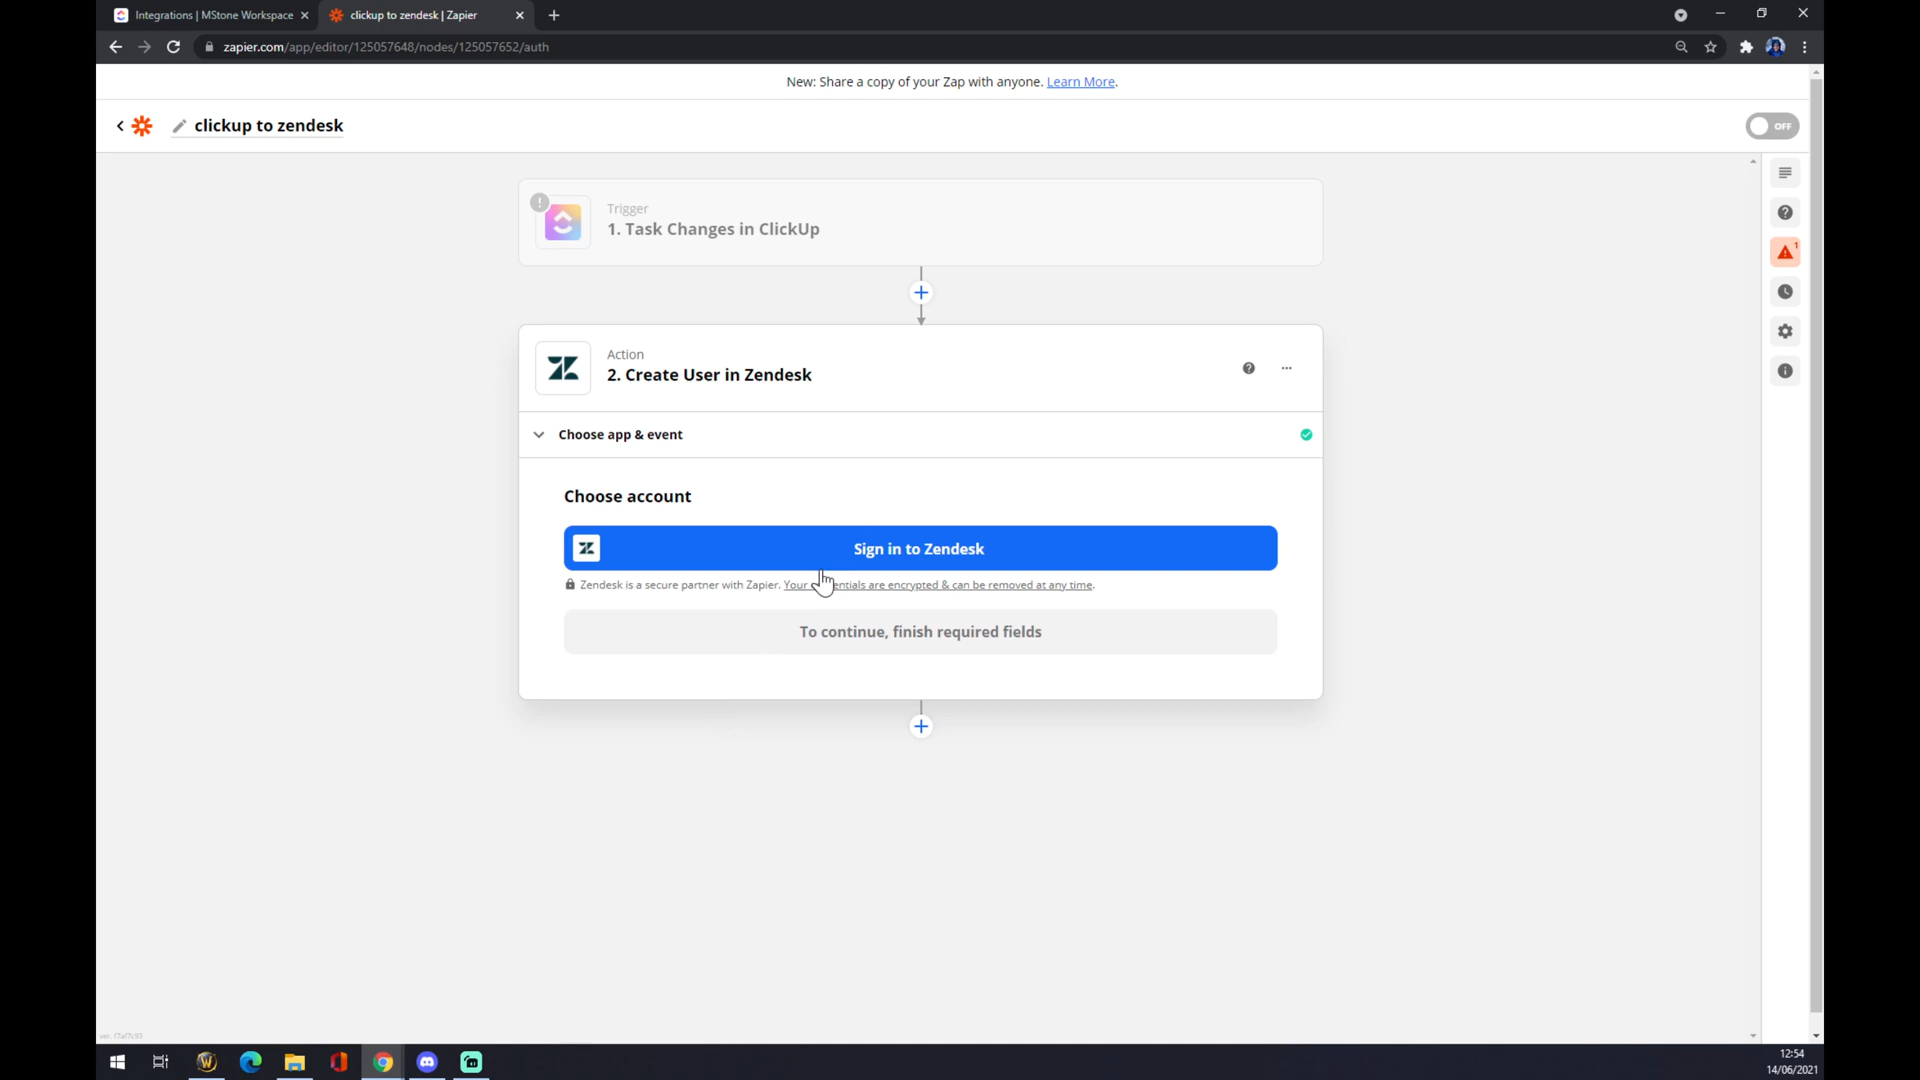 Integrations | MStone Workspace
clickup to zendesk | Zapier
zapier.com/app/editor/125057648/nodes/125057652/auth
New: Share a copy of your Zap with anyone. Learn More.
clickup to zendesk
OFF
Trigger
1. Task Changes in ClickUp
1
Action
2. Create User in Zendesk
Choose app & event
Choose account
Sign in to Zendesk
Zendesk is a secure partner with Zapier. Your entials are encrypted & can be removed at any time.
To continue, finish required fields
12:54
14/06/2021